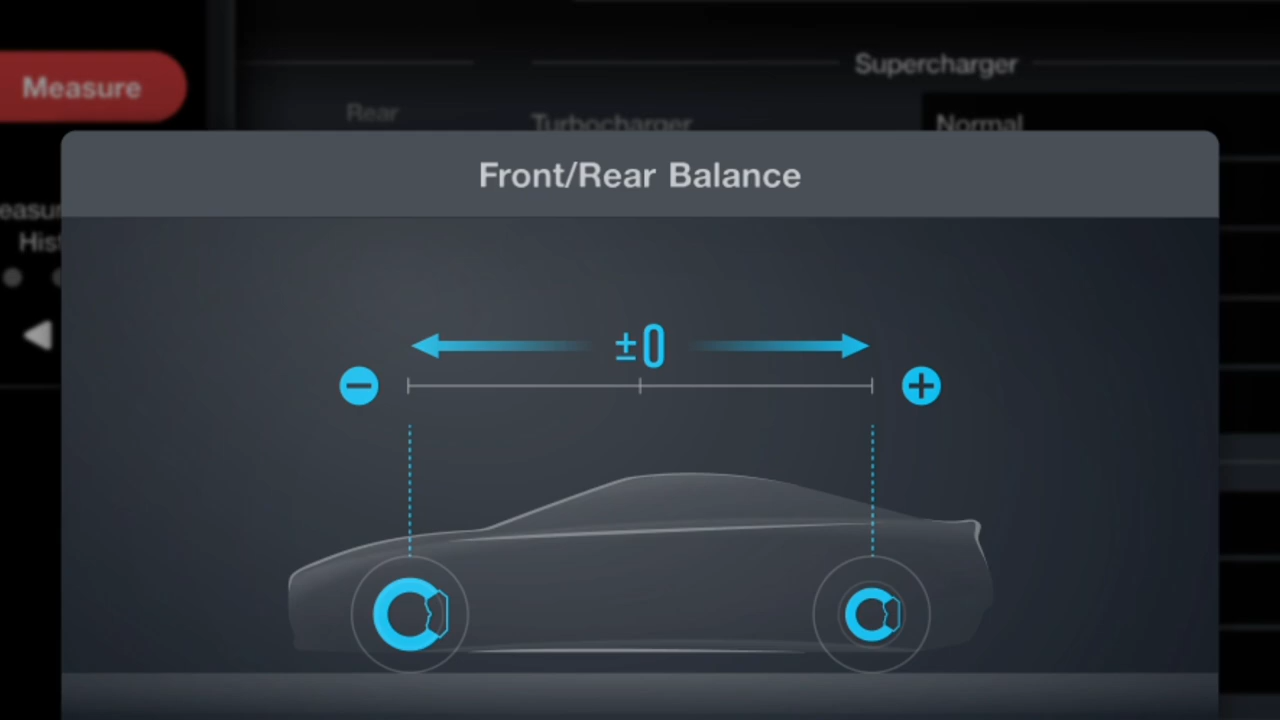 Supercharger
Measure
Rear
Turbocharger
Normal
Front/Rear Balance
±0